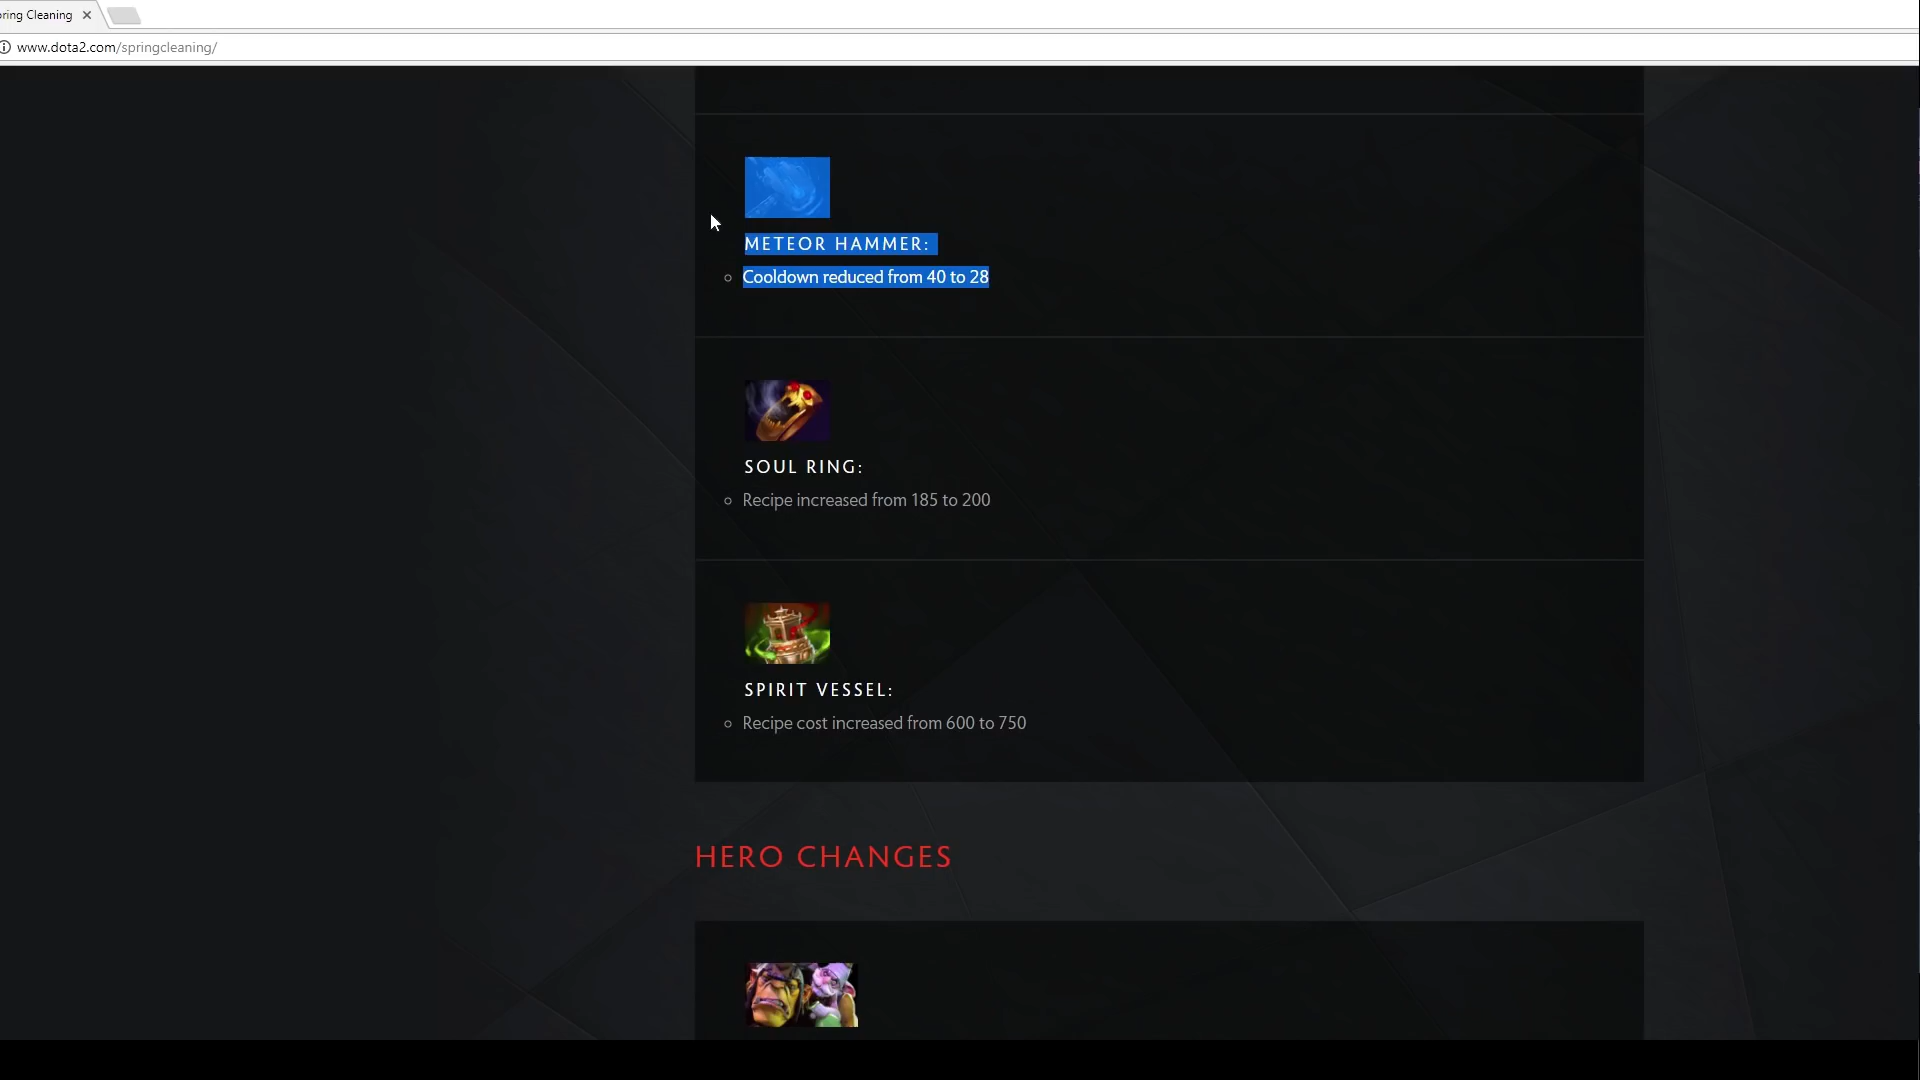 ring Cleaning
www.dota2.com/springcleaning/
METEOR HAMMER:
Cooldown reduced from 40 to 28
SOUL RING:
Recipe increased from 185 to 200
SPIRIT VESSEL:
Recipe cost increased from 600 to 750
HERO CHANGES